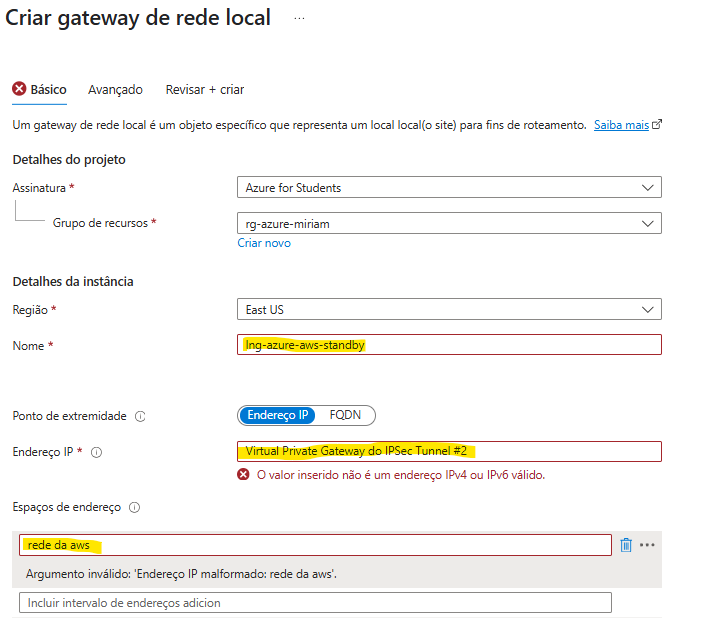 Criar gateway de rede local ...
Básico Avançado Revisar + criar
Um gateway de rede local é um objeto específico que representa um local local(o site) para fins de roteamento. Saiba mais
Detalhes do projeto
Assinatura * Azure for Students
Grupo de recursos * rg-azure-miriam
Criar novo
Detalhes da instância
Região * East US
Nome * lng-azure-aws-standby
Ponto de extremidade Endereço IP FQDN
Endereço IP * Virtual Private Gateway do IPSec Tunnel #2
O valor inserido não é um endereço IPv4 ou IPv6 válido.
Espaços de endereço
rede da aws
Argumento inválido: 'Endereço IP malformado: rede da aws'.
Incluir intervalo de endereços adicion